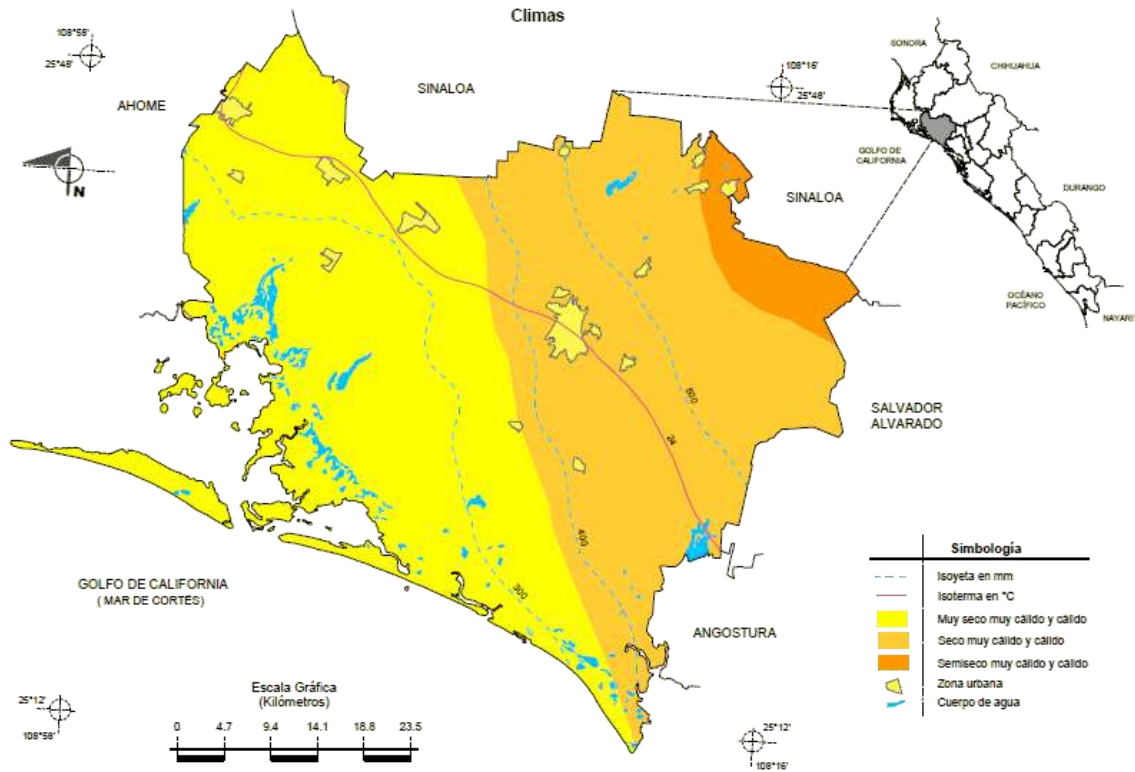 Climas
108°58'
25°48'
AHOME
SINALOA
108°16'
25°48'
SONORA
CHIHUAHUA
GOLFO DE
CALIFORNIA
DURANGO
OCÉANO
PACÍFICO
NAYARI
N
SINALOA
SALVADOR
ALVARADO
500
24
400
300
GOLFO DE CALIFORNIA
( MAR DE CORTÉS)
ANGOSTURA
Simbología
Isoyeta en mm
Isoterma en °C
Muy seco muy cálido y cálido
Seco muy cálido y cálido
Semiseco muy cálido y cálido
Zona urbana
Cuerpo de agua
Escala Gráfica
(Kilómetros)
0 4.7 9.4 14.1 18.8 23.5
25°12'
108°58'
25°12'
108°16'